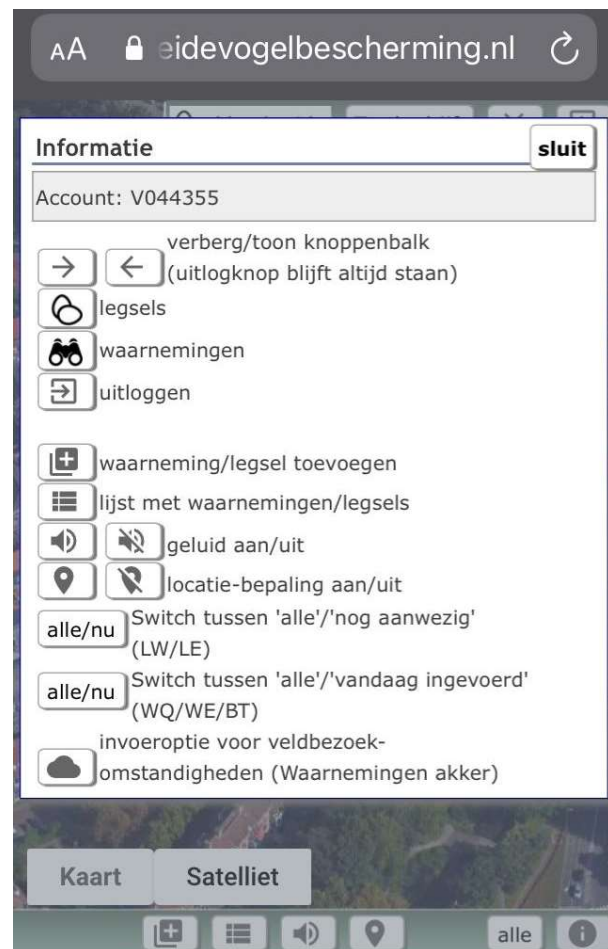 AA eidevogelbescherming.nl
Informatie sluit
Account: V044355
verberg/toon knoppenbalk
(uitlogknop blijft altijd staan)
legsels
waarnemingen
uitloggen
waarneming/legsel toevoegen
lijst met waarnemingen/legsels
geluid aan/uit
locatie-bepaling aan/uit
alle/nu Switch tussen 'alle'/'nog aanwezig'
(LW/LE)
alle/nu Switch tussen 'alle'/'vandaag ingevoerd'
(WQ/WE/BT)
invoeroptie voor veldbezoek-
omstandigheden (Waarnemingen akker)
Kaart Satelliet
alle